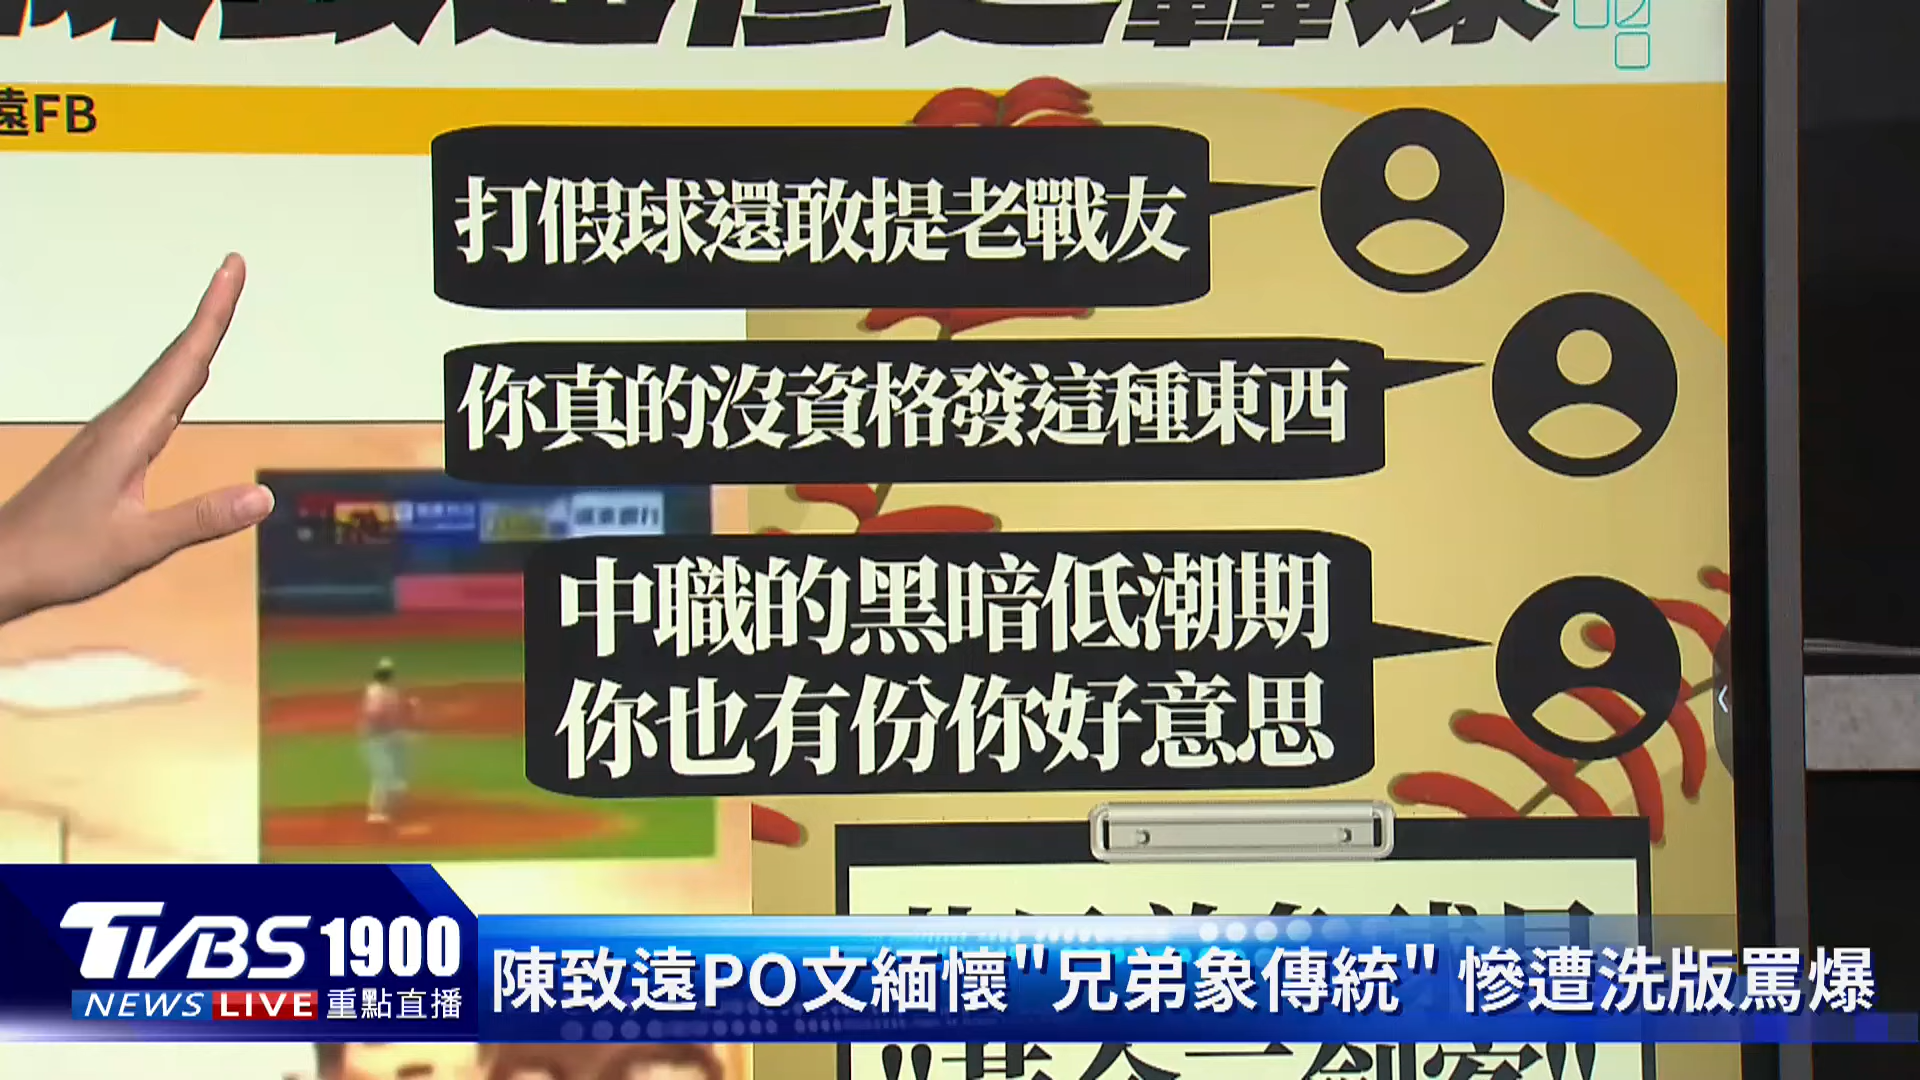 遠FB
打假球還敢提老戰友
你真的沒資格發這種東西
中職的黑暗低潮期
你也有份你好意思
TVBS 1900
NEWS LIVE 重點直播
陳致遠PO文緬懷"兄弟象傳統" 慘遭洗版罵爆